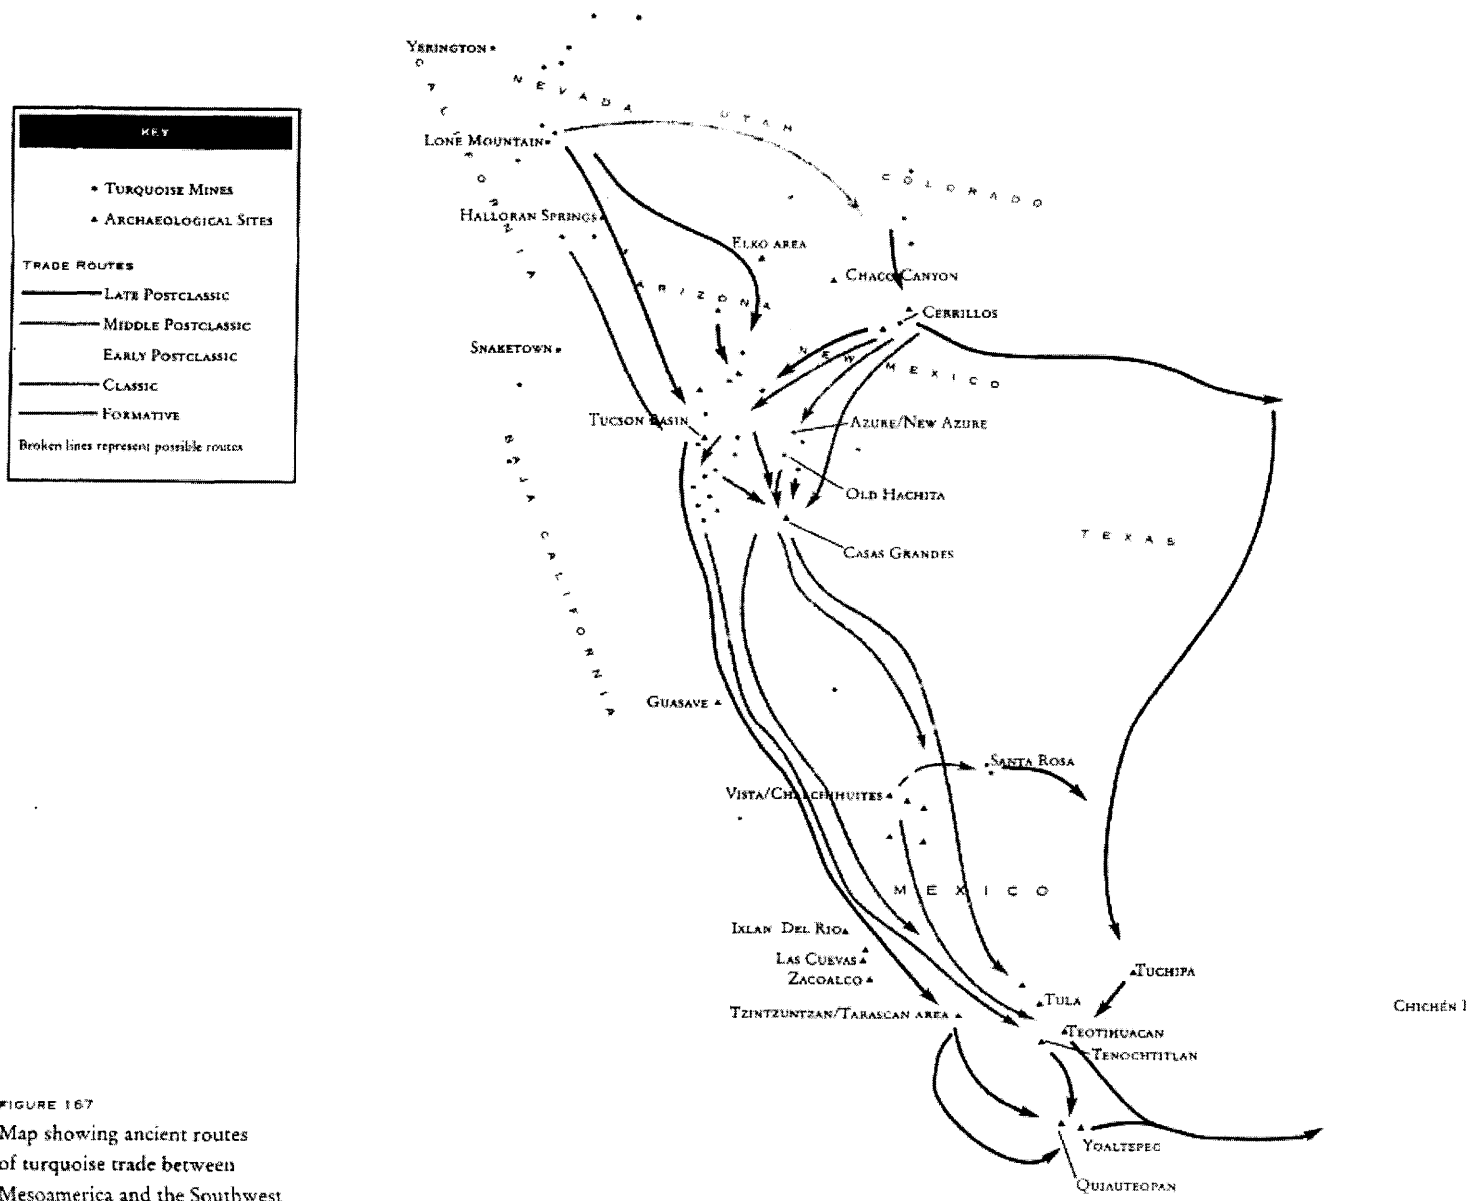 YERINGTON
CALIFORNIA
NEVADA
UTAH
LONE MOUNTAIN
COLORADO
KEY
TURQUOISE MINES
ARCHAEOLOGICAL SITES
TRADE ROUTES
LATE POSTCLASSIC
MIDDLE POSTCLASSIC
EARLY POSTCLASSIC
CLASSIC
FORMATIVE
Broken lines represent possible routes
HALLORAN SPRINGS
ELKO AREA
CHACO CANYON
ARIZONA
CERRILLOS
SNAKETOWN
NEW MEXICO
TUCSON BASIN
AZURE/NEW AZURE
OLD HACHITA
BAJA CALIFORNIA
TEXAS
CASAS GRANDES
GUASAVE
SANTA ROSA
VISTA/CHALCHIHUITES
MEXICO
IXLAN DEL RIO
LAS CUEVAS
ZACOALCO
TUCHIPA
TULA
CHICHÉN I
TZINTZUNTZAN/TARASCAN AREA
TEOTIHUACAN
TENOCHTITLAN
YOALTEPEC
QUIAUTEOPAN
FIGURE 167
Map showing ancient routes
of turquoise trade between
Mesoamerica and the Southwest